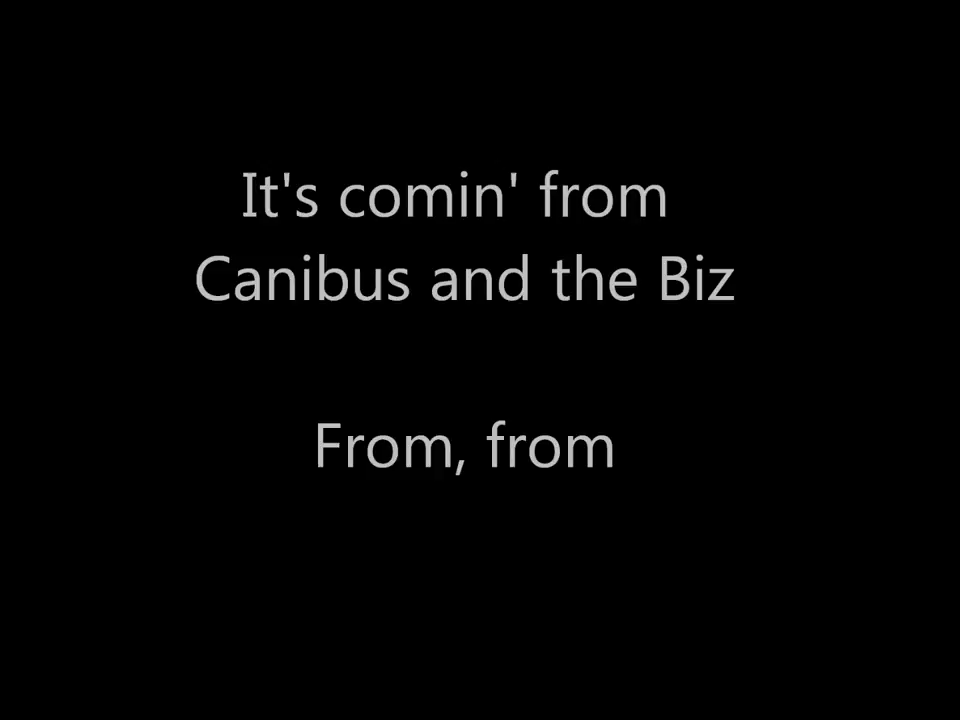 It's comin' from
Canibus and the Biz
From, from